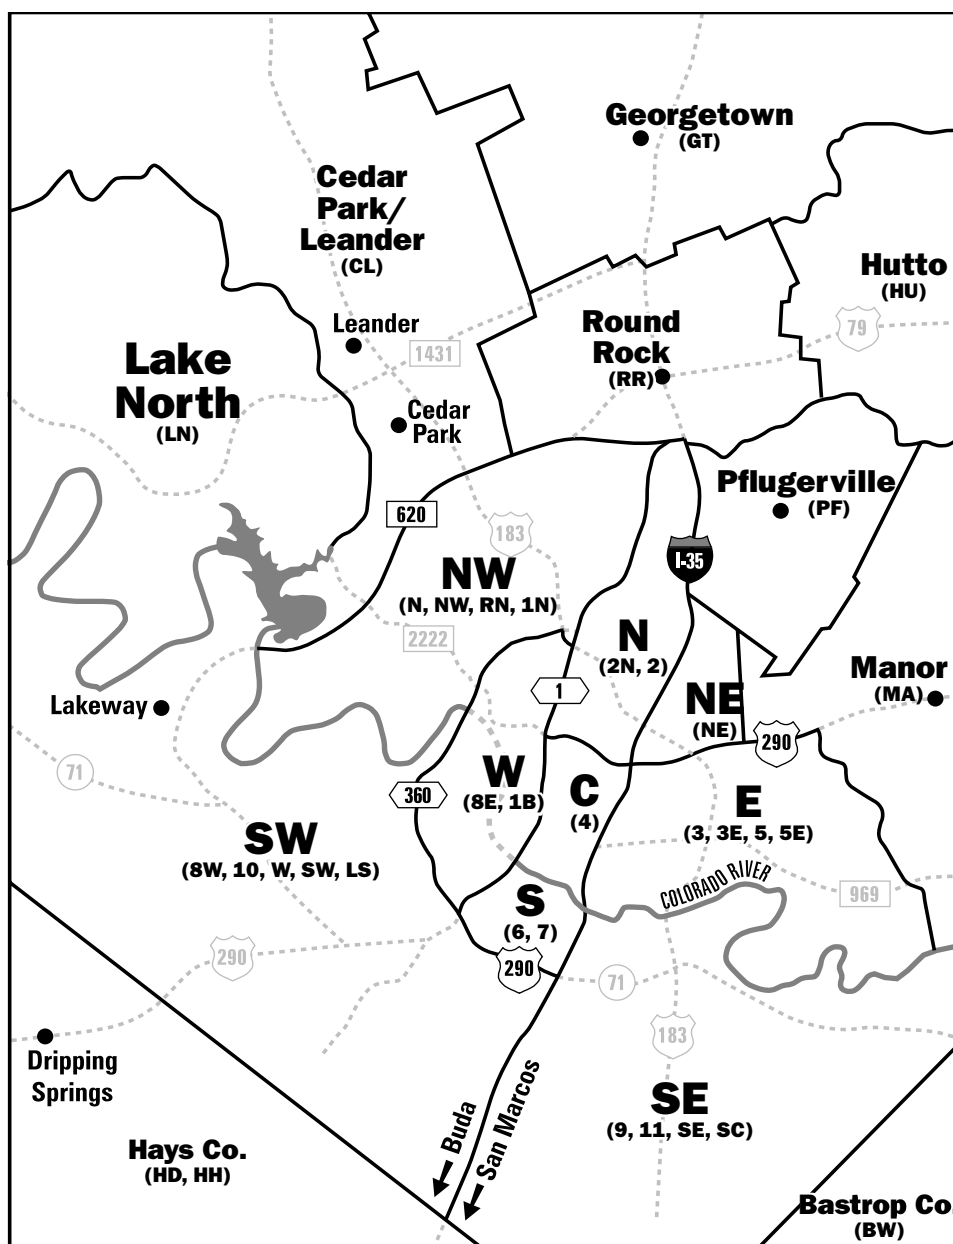 Georgetown
(GT)
Cedar
Park/
Leander
(CL)
Hutto
(HU)
Leander
1431
Round
Rock
(RR)
79
Lake
North
(LN)
Cedar
Park
620
183
Pflugerville
(PF)
I-35
NW
(N, NW, RN, 1N)
2222
N
(2N, 2)
1
Manor
(MA)
NE
(NE)
290
Lakeway
71
360
W
(8E, 1B)
C
(4)
E
(3, 3E, 5, 5E)
SW
(8W, 10, W, SW, LS)
COLORADO RIVER
969
S
(6, 7)
290
290
71
183
Dripping
Springs
Buda
San Marcos
SE
(9, 11, SE, SC)
Hays Co.
(HD, HH)
Bastrop Co.
(BW)